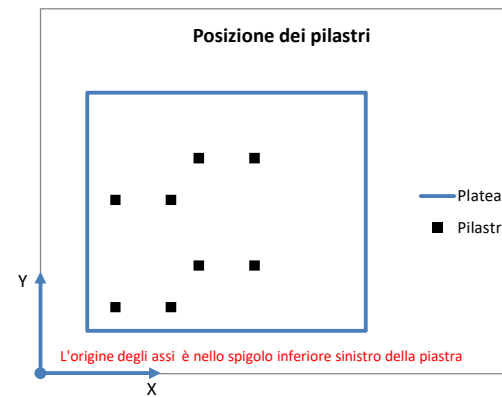 Posizione dei pilastri
Platea
Pilastr
Y
L'origine degli assi è nello spigolo inferiore sinistro della piastra
X